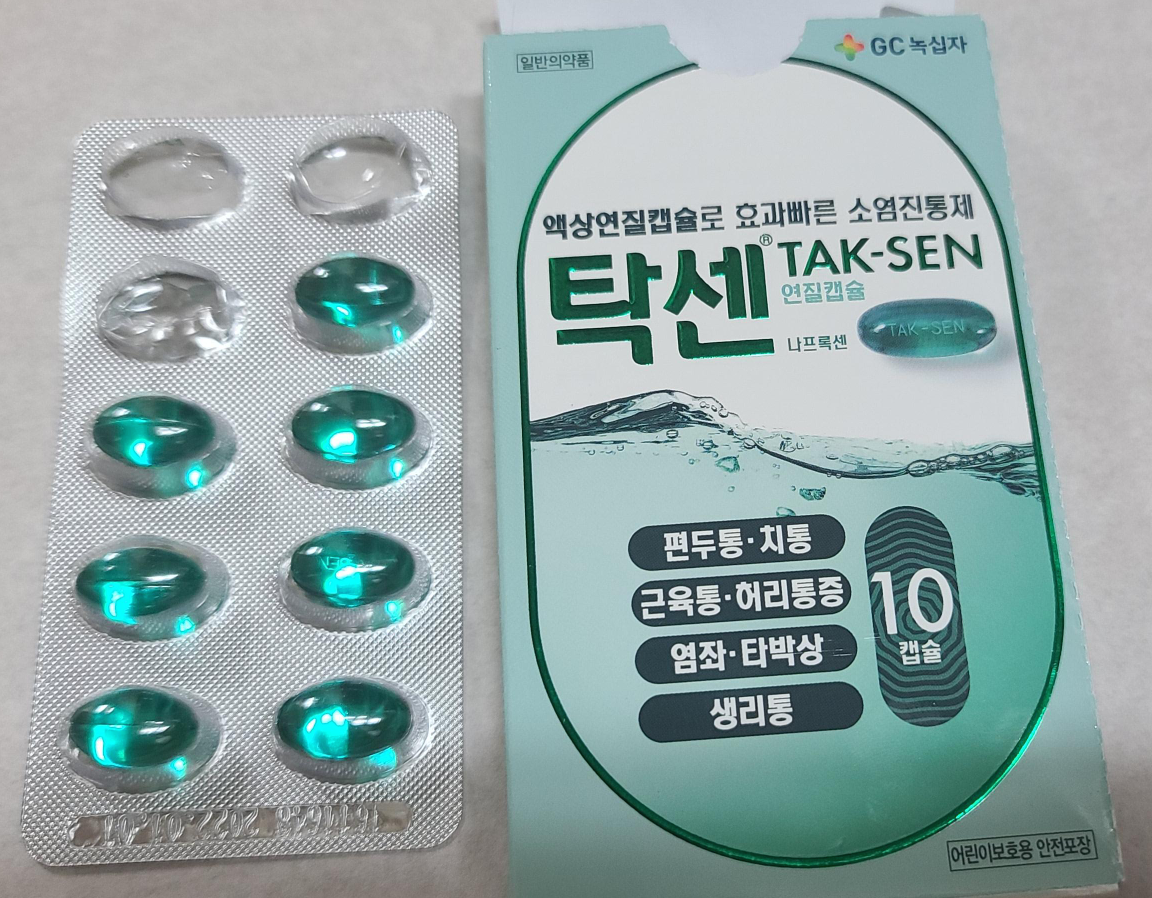 일반의약품
GC 녹십자
액상연질캡슐로 효과빠른 소염진통제
탁센® TAK-SEN
연질캡슐
나프록센
TAK-SEN
편두통·치통
근육통·허리통증
염좌·타박상
생리통
10
캡슐
어린이보호용 안전포장